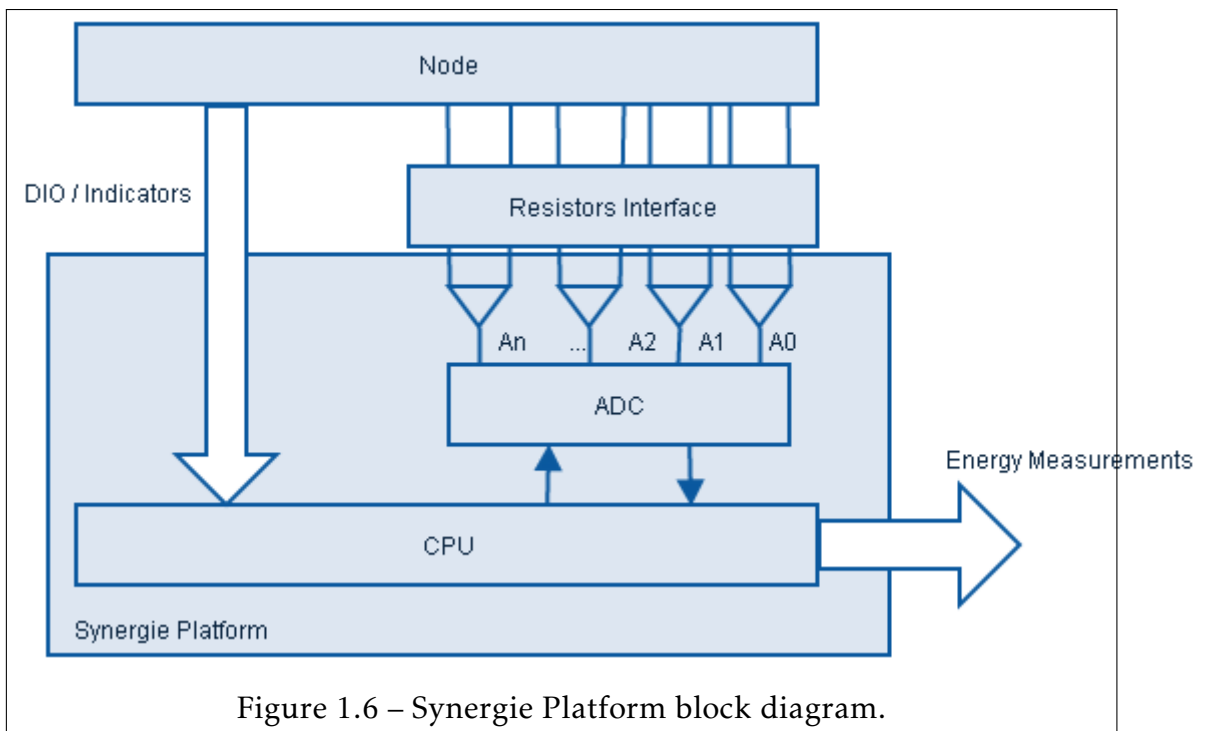 Node
DIO / Indicators
Resistors Interface
An ... A2 A1 A0
ADC
Energy Measurements
CPU
Synergie Platform
Figure 1.6 – Synergie Platform block diagram.